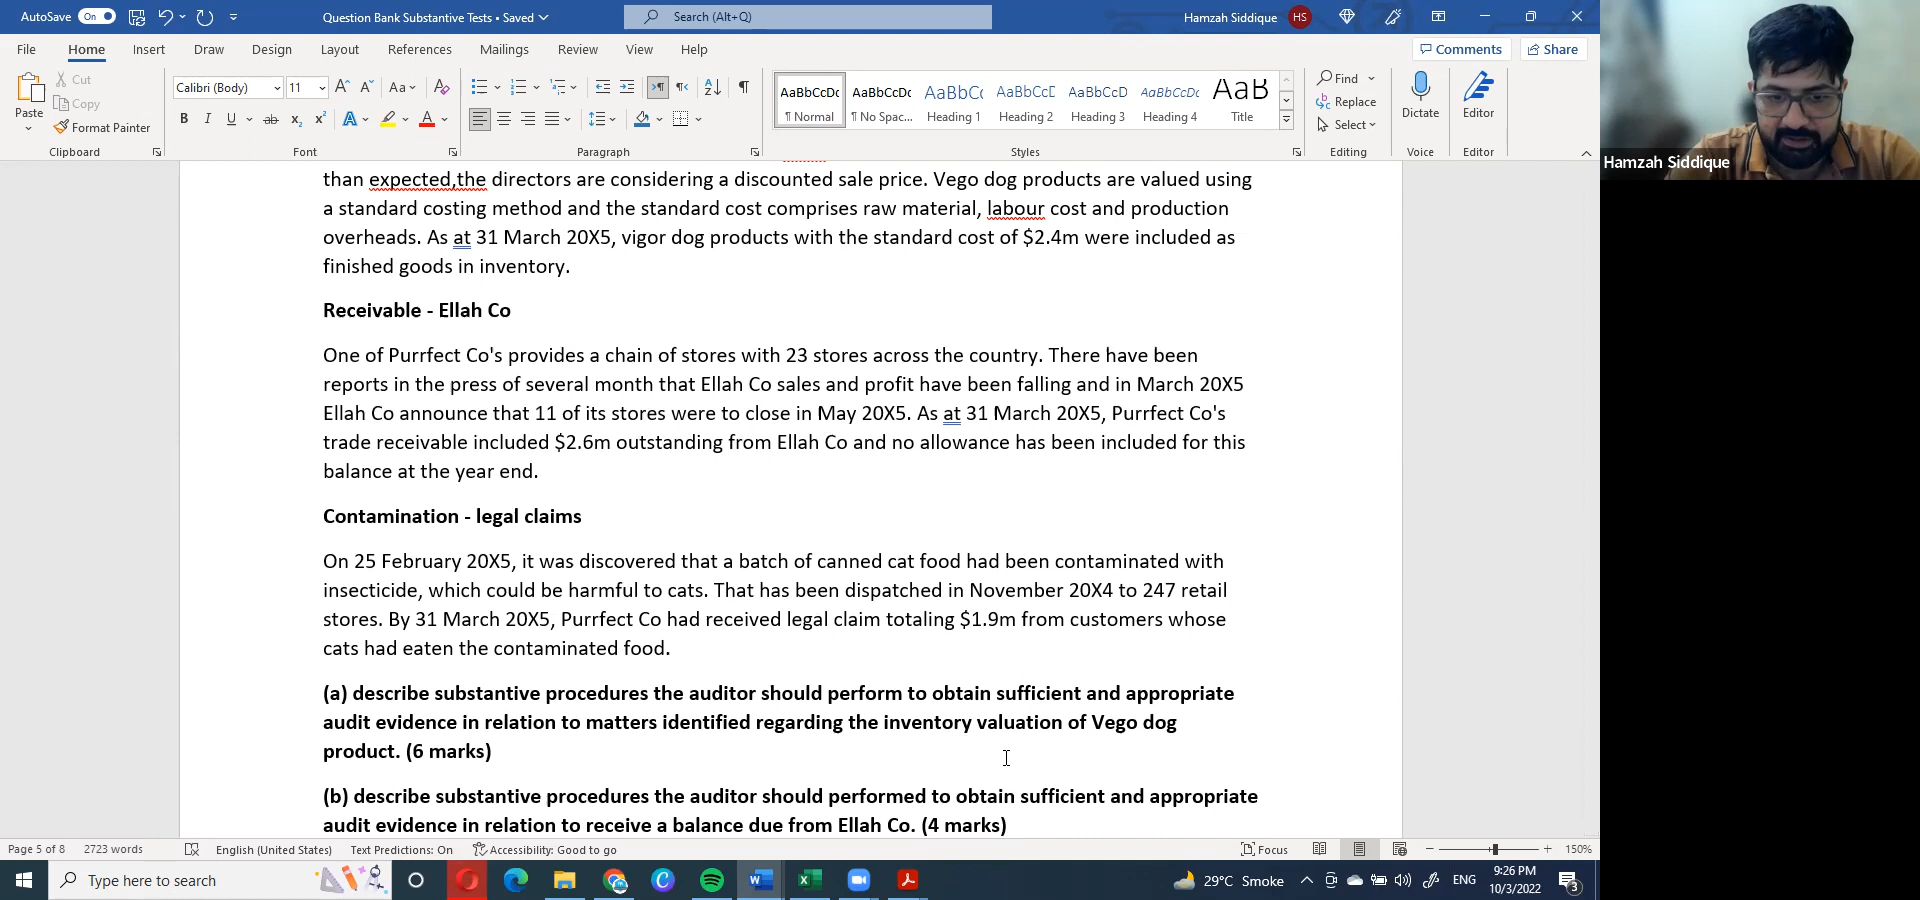 AutoSave On Question Bank Substantive Tests • Saved Search (Alt+Q) Hamzah Siddique HS
File Home Insert Draw Design Layout References Mailings Review View Help Comments Share
Paste Cut Copy Format Painter
Calibri (Body) 11 Aa
B I U ab x₂ x² A A
AaBbCcDc AaBbCcDc AaBbCc AaBbCcD AaBbCcD AaBbCcDc AaB
¶ Normal ¶ No Spac... Heading 1 Heading 2 Heading 3 Heading 4 Title
Find Replace Select Dictate Editor
Clipboard Font Paragraph Styles Editing Voice Editor
Hamzah Siddique
than expected,the directors are considering a discounted sale price. Vego dog products are valued using
a standard costing method and the standard cost comprises raw material, labour cost and production
overheads. As at 31 March 20X5, vigor dog products with the standard cost of $2.4m were included as
finished goods in inventory.
Receivable - Ellah Co
One of Purrfect Co's provides a chain of stores with 23 stores across the country. There have been
reports in the press of several month that Ellah Co sales and profit have been falling and in March 20X5
Ellah Co announce that 11 of its stores were to close in May 20X5. As at 31 March 20X5, Purrfect Co's
trade receivable included $2.6m outstanding from Ellah Co and no allowance has been included for this
balance at the year end.
Contamination - legal claims
On 25 February 20X5, it was discovered that a batch of canned cat food had been contaminated with
insecticide, which could be harmful to cats. That has been dispatched in November 20X4 to 247 retail
stores. By 31 March 20X5, Purrfect Co had received legal claim totaling $1.9m from customers whose
cats had eaten the contaminated food.
(a) describe substantive procedures the auditor should perform to obtain sufficient and appropriate
audit evidence in relation to matters identified regarding the inventory valuation of Vego dog
product. (6 marks)
(b) describe substantive procedures the auditor should performed to obtain sufficient and appropriate
audit evidence in relation to receive a balance due from Ellah Co. (4 marks)
Page 5 of 8 2723 words English (United States) Text Predictions: On Accessibility: Good to go Focus 150%
Type here to search 29°C Smoke ENG 9:26 PM
10/3/2022 3